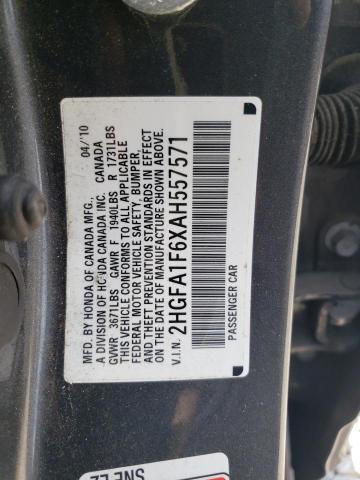 MFD. BY HONDA OF CANADA MFG., 04/10
A DIVISION OF HONDA CANADA INC. CANADA
GVWR 3671LBS GAWR F 1940LBS R 1731LBS
THIS VEHICLE CONFORMS TO ALL APPLICABLE
FEDERAL MOTOR VEHICLE SAFETY, BUMPER,
AND THEFT PREVENTION STANDARDS IN EFFECT
ON THE DATE OF MANUFACTURE SHOWN ABOVE.
V.I.N. 2HGFA1F6XAH557571
PASSENGER CAR